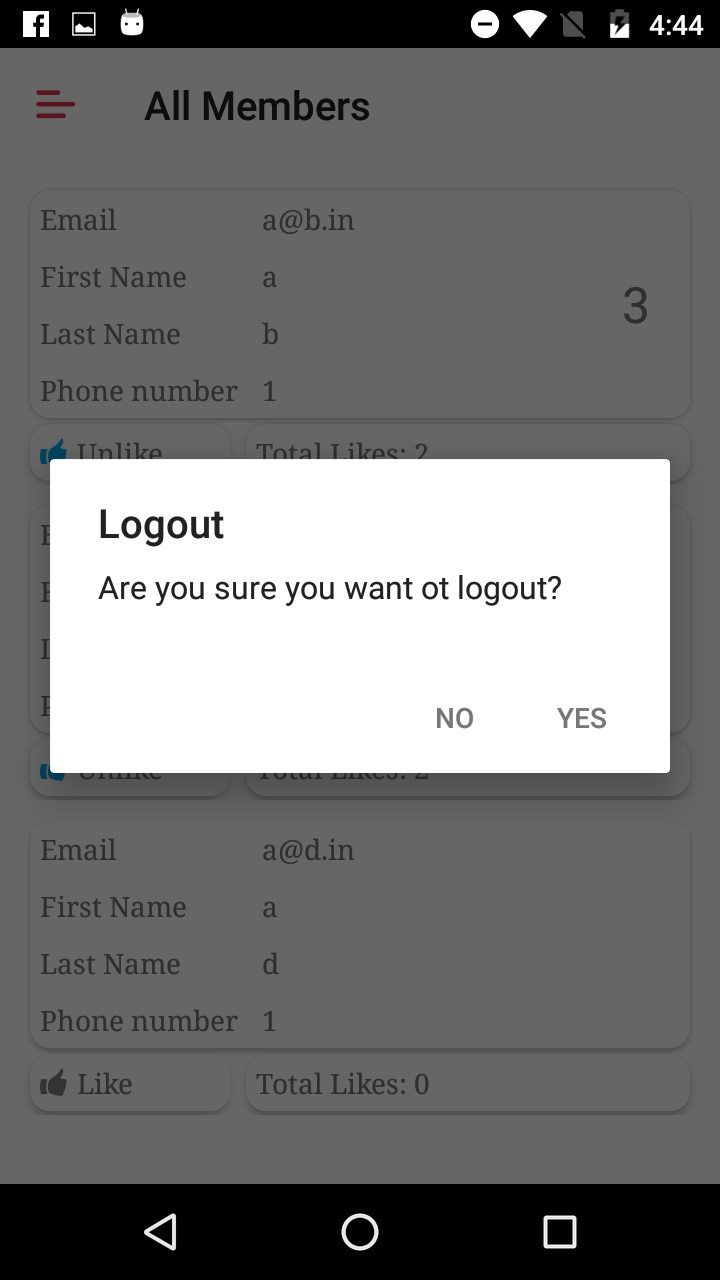 4:44
All Members
Email a@b.in
First Name a
3
Last Name b
Phone number 1
Unlike Total Likes: 2
Logout
Are you sure you want ot logout?
NO YES
Unlike Total Likes: 2
Email a@d.in
First Name a
Last Name d
Phone number 1
Like Total Likes: 0